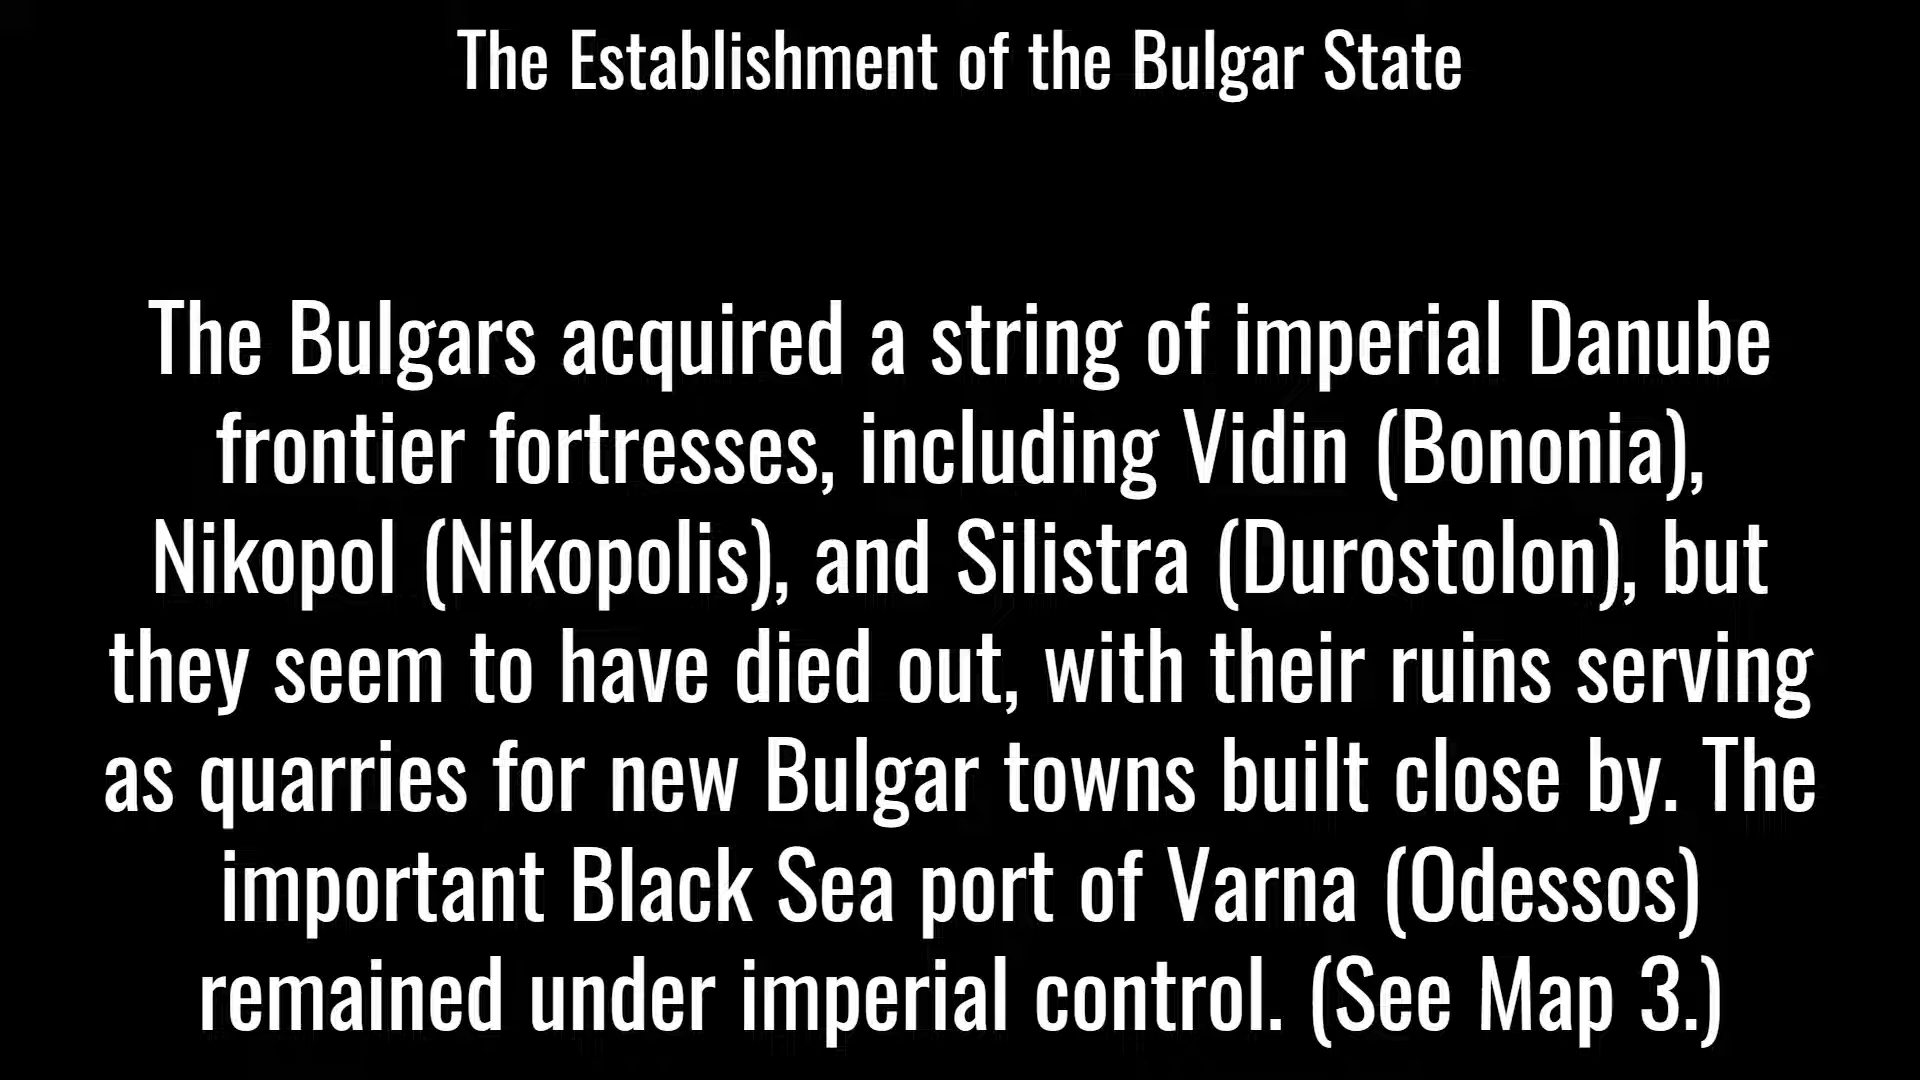 The Establishment of the Bulgar State
The Bulgars acquired a string of imperial Danube
frontier fortresses, including Vidin (Bononia),
Nikopol (Nikopolis), and Silistra (Durostolon), but
they seem to have died out, with their ruins serving
as quarries for new Bulgar towns built close by. The
important Black Sea port of Varna (Odessos)
remained under imperial control. (See Map 3.)